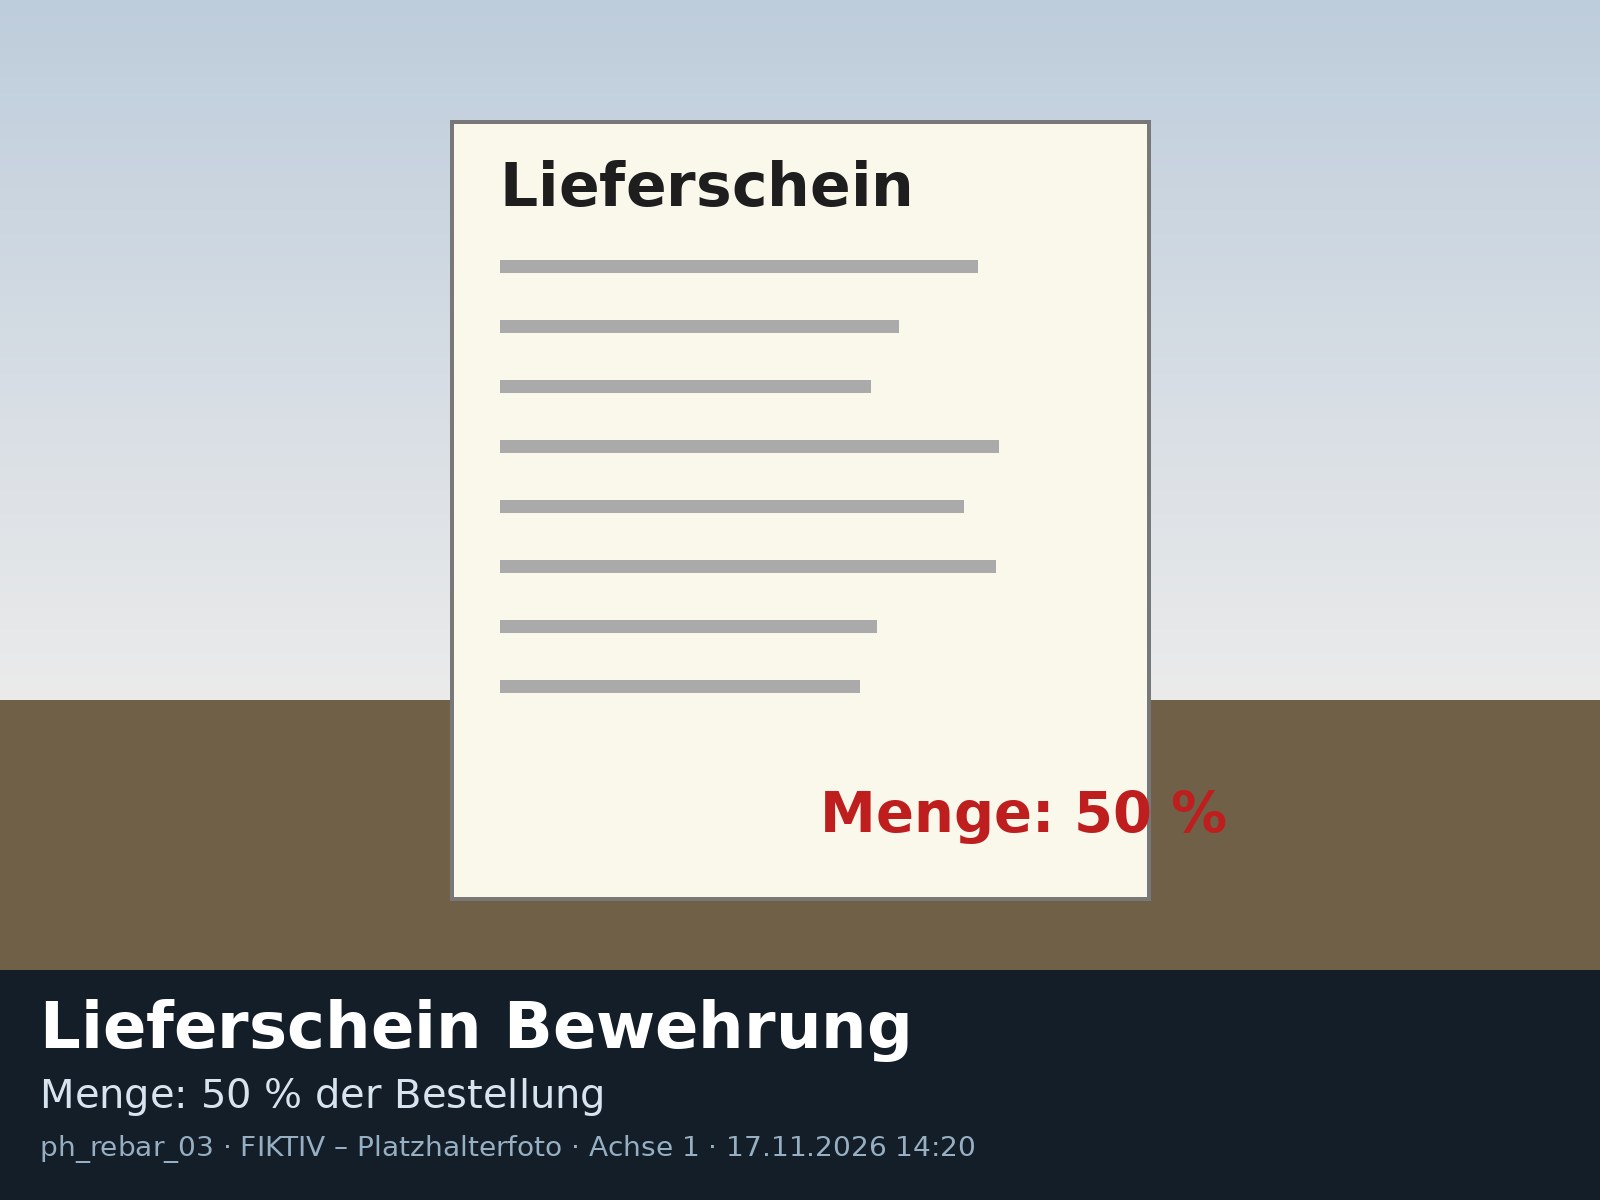 Lieferschein
Menge: 50 %
Lieferschein Bewehrung
Menge: 50 % der Bestellung
ph_rebar_03 · FIKTIV – Platzhalterfoto · Achse 1 · 17.11.2026 14:20